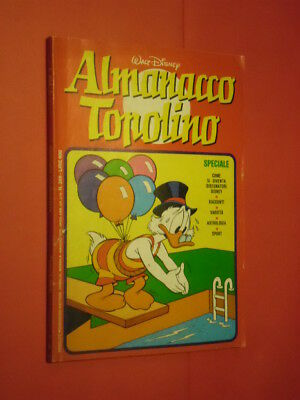 WALT DISNEY
Almanacco
Topolino
SPECIALE
COME
SI DIVENTA
DISEGNATORI
DISNEY
RACCONTI
VARIETÀ
ASTROLOGIA
SPORT